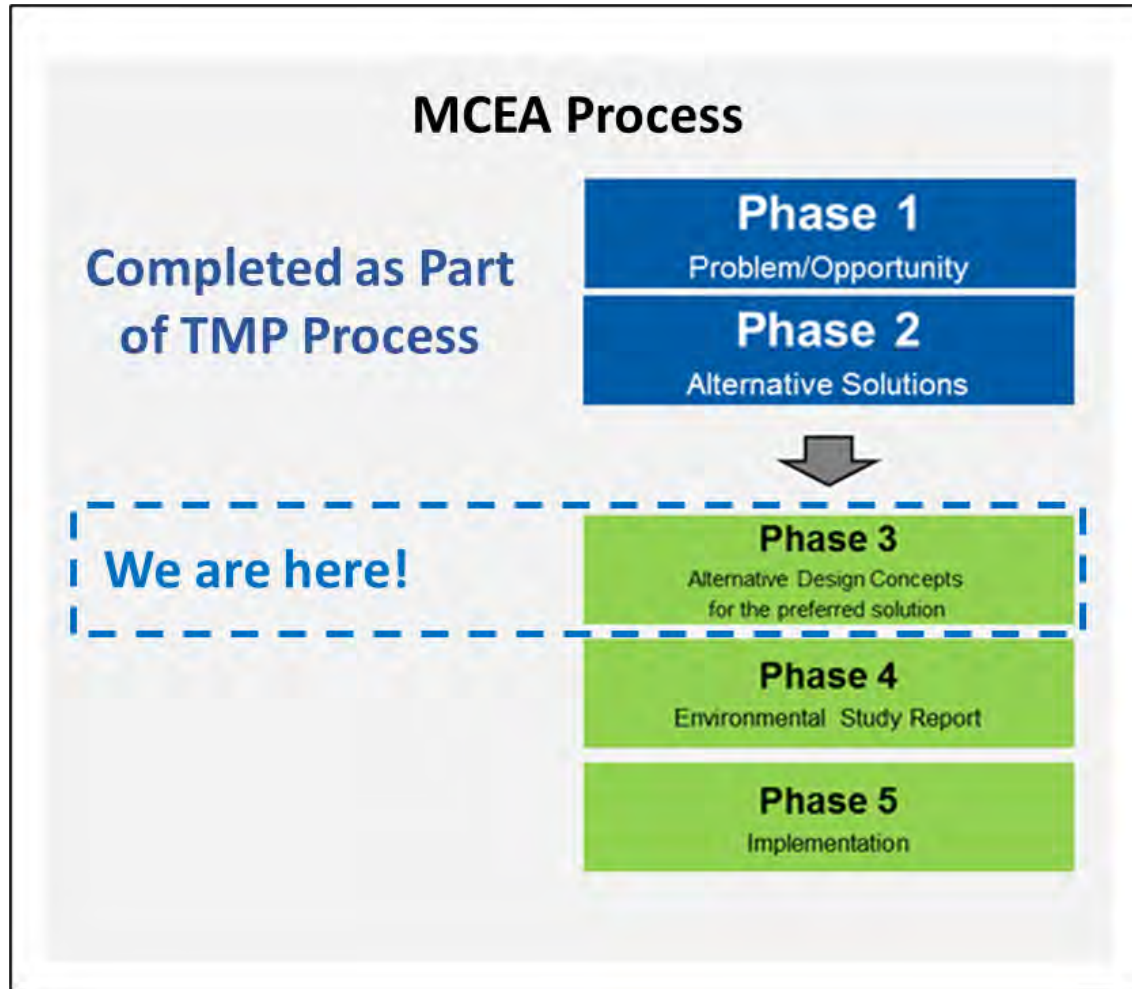 MCEA Process
Completed as Part
of TMP Process
Phase 1
Problem/Opportunity
Phase 2
Alternative Solutions
We are here!
Phase 3
Alternative Design Concepts
for the preferred solution
Phase 4
Environmental Study Report
Phase 5
Implementation